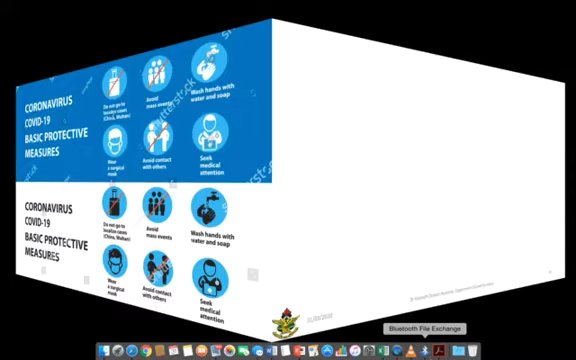 CORONAVIRUS
COVID-19
BASIC PROTECTIVE
MEASURES
Do not go to
localize cases
(China, Wuhan)
Avoid
mass events
Wash hands with
water and soap
Wear
a surgical
mask
Avoid contact
with others
Seek
medical
attention
CORONAVIRUS
COVID-19
BASIC PROTECTIVE
MEASURES
Do not go to
localize cases
(China, Wuhan)
Avoid
mass events
Wash hands with
water and soap
Wear
a surgical
mask
Avoid contact
with others
Seek
medical
attention
Bluetooth File Exchange